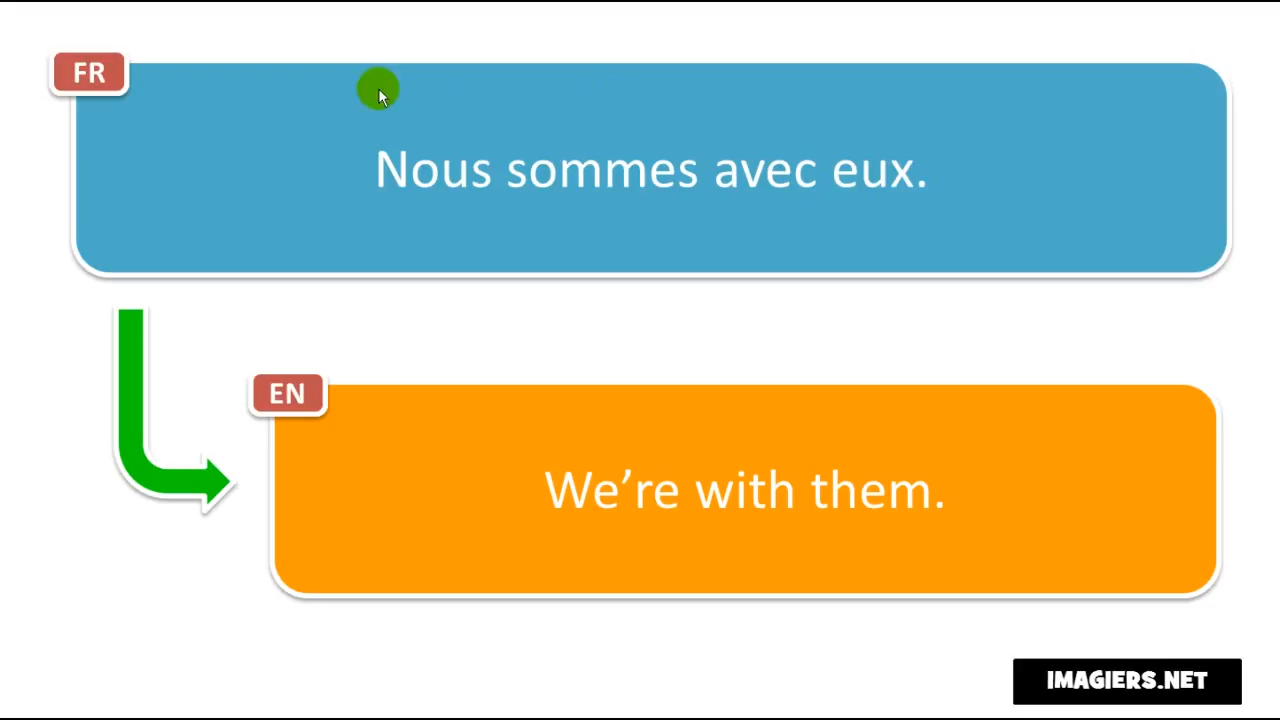 FR
Nous sommes avec eux.
EN
We’re with them.
IMAGIERS.NET